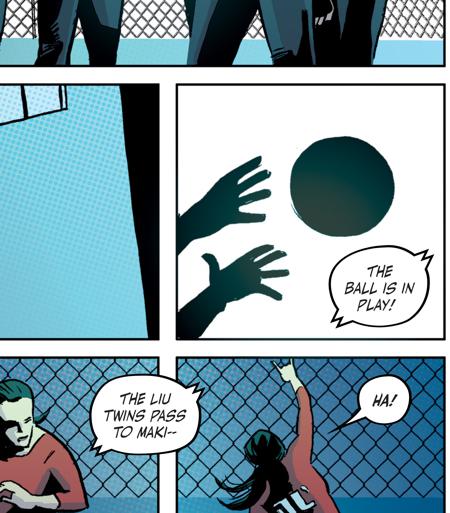 THE
BALL IS IN
PLAY!
THE LIU
TWINS PASS
TO MAKI--
HA!